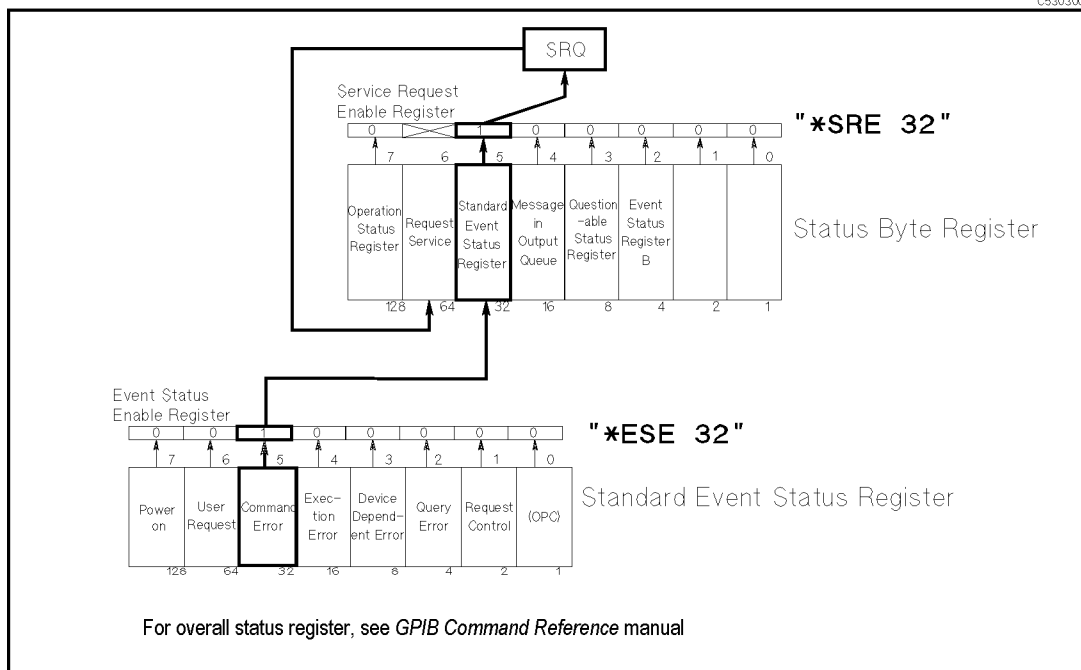 C5303001
SRQ
Service Request
Enable Register
0 1 0 0 0 0 0
"*SRE 32"
7 6 5 4 3 2 1 0
Operation
Status
Register
Request
Service
Standard
Event
Status
Register
Message
in
Output
Queue
Question
-able
Status
Register
Event
Status
Register
B
Status Byte Register
128 64 32 16 8 4 2 1
Event Status
Enable Register
0 0 1 0 0 0 0 0
"*ESE 32"
7 6 5 4 3 2 1 0
Power
on
User
Request
Command
Error
Exec-
tion
Error
Device
Depend-
ent Error
Query
Error
Request
Control
(OPC)
Standard Event Status Register
128 64 32 16 8 4 2 1
For overall status register, see GPIB Command Reference manual